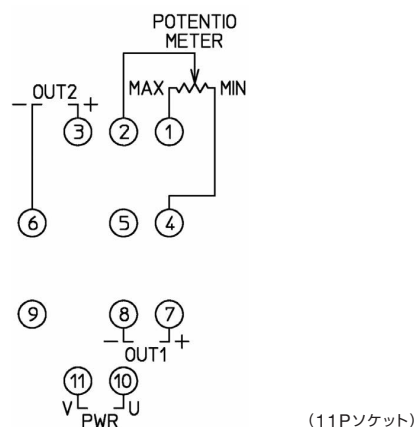 POTENTIO
METER
OUT2
MAX
MIN
− +
③ ② ①
⑥ ⑤ ④
⑨ ⑧ ⑦
− +
OUT1
⑪ ⑩
V U
PWR
(11Pソケット)